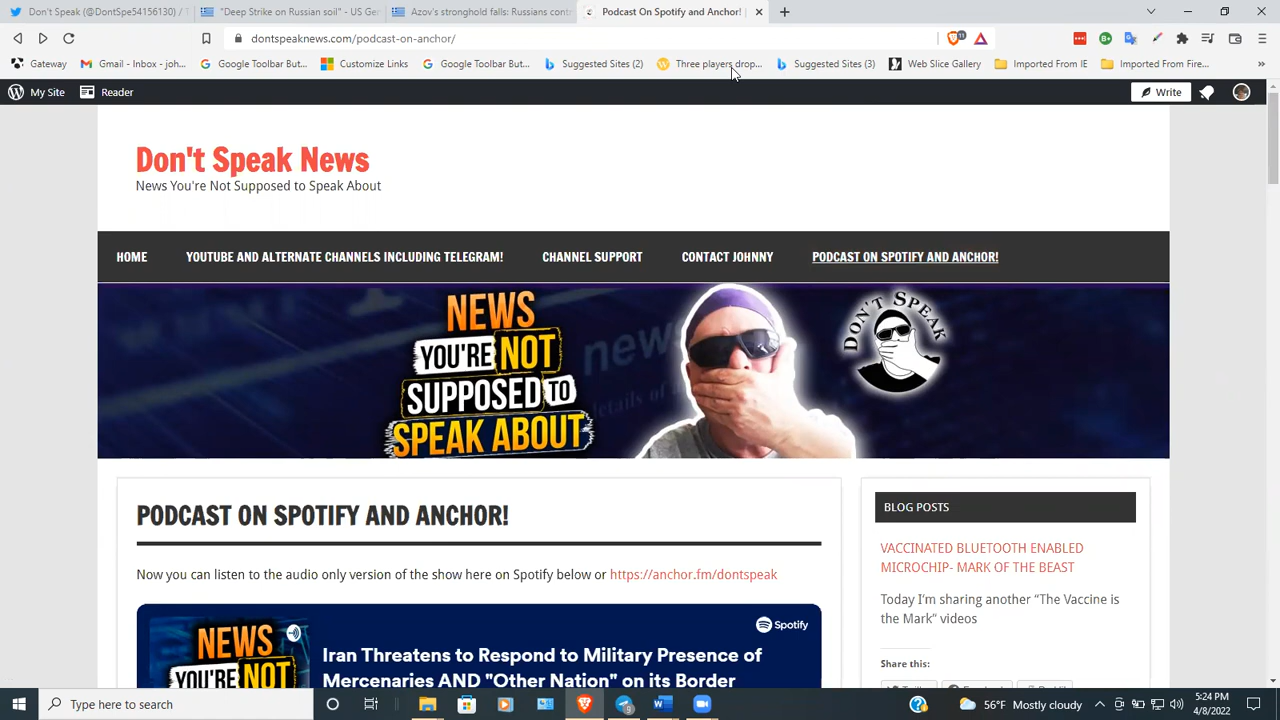 Don't Speak (@DontSpe54156130) / T
"Deep Strike on Russian soil" - US Ger
Azov's stronghold falls: Russians contr
Podcast On Spotify and Anchor!
dontspeaknews.com/podcast-on-anchor/
11
Gateway
Gmail - Inbox - joh...
Google Toolbar But...
Customize Links
Google Toolbar But...
Suggested Sites (2)
Three players drop...
Suggested Sites (3)
Web Slice Gallery
Imported From IE
Imported From Fire...
My Site
Reader
Write
Don't Speak News
News You're Not Supposed to Speak About
HOME
YOUTUBE AND ALTERNATE CHANNELS INCLUDING TELEGRAM!
CHANNEL SUPPORT
CONTACT JOHNNY
PODCAST ON SPOTIFY AND ANCHOR!
NEWS
YOU'RE NOT
SUPPOSED TO
SPEAK ABOUT
news
details of
DON'T SPEAK
PODCAST ON SPOTIFY AND ANCHOR!
Now you can listen to the audio only version of the show here on Spotify below or https://anchor.fm/dontspeak
NEWS
YOU'RE NOT
Spotify
Iran Threatens to Respond to Military Presence of
Mercenaries AND "Other Nation" on its Border
BLOG POSTS
VACCINATED BLUETOOTH ENABLED
MICROCHIP- MARK OF THE BEAST
Today I'm sharing another "The Vaccine is
the Mark" videos
Share this:
Type here to search
56°F Mostly cloudy
5:24 PM
4/8/2022